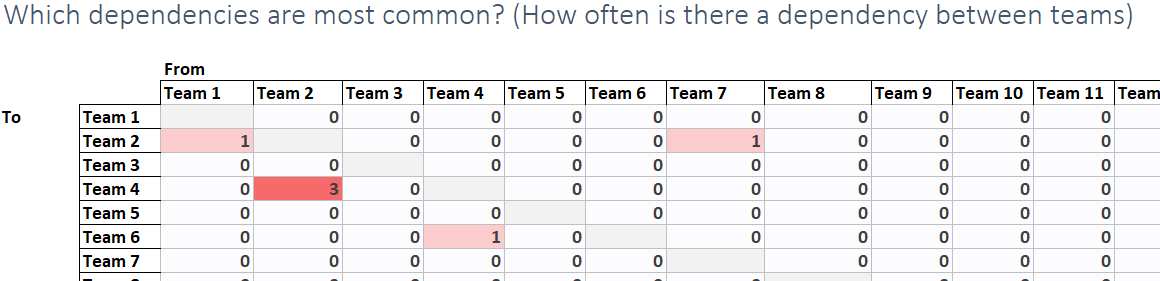 Which dependencies are most common? (How often is there a dependency between teams)
From
Team 1 Team 2 Team 3 Team 4 Team 5 Team 6 Team 7 Team 8 Team 9 Team 10 Team 11 Team
To Team 1 0 0 0 0 0 0 0 0 0 0
Team 2 1 0 0 0 0 1 0 0 0 0
Team 3 0 0 0 0 0 0 0 0 0 0
Team 4 0 3 0 0 0 0 0 0 0 0
Team 5 0 0 0 0 0 0 0 0 0 0
Team 6 0 0 0 1 0 0 0 0 0 0
Team 7 0 0 0 0 0 0 0 0 0 0